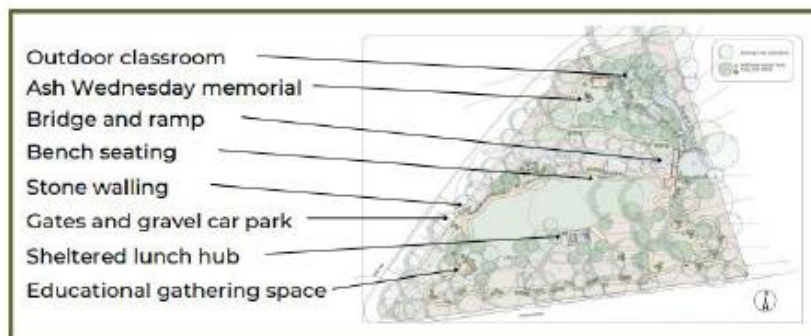 Outdoor classroom
Ash Wednesday memorial
Bridge and ramp
Bench seating
Stone walling
Gates and gravel car park
Sheltered lunch hub
Educational gathering space